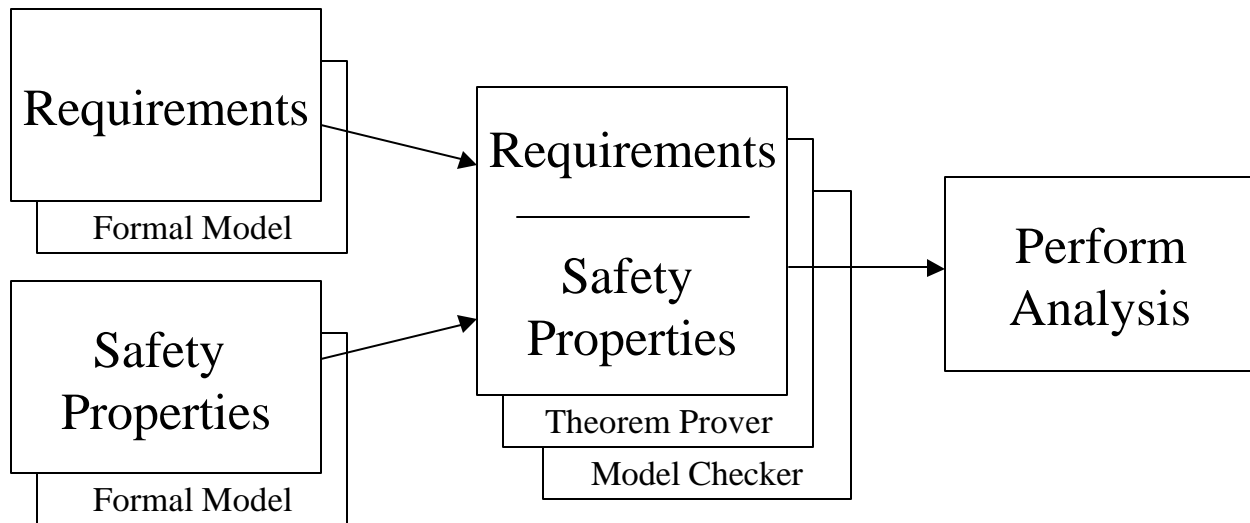 Requirements
Formal Model
Safety
Properties
Formal Model
Requirements
Safety
Properties
Theorem Prover
Model Checker
Perform
Analysis